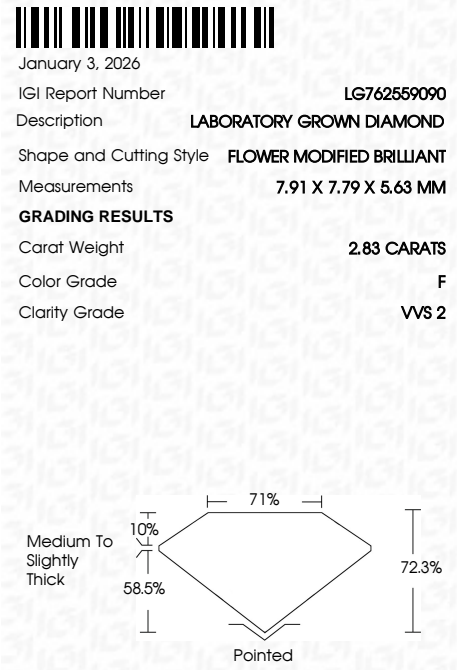 January 3, 2026
IGI Report Number LG762559090
Description LABORATORY GROWN DIAMOND
Shape and Cutting Style FLOWER MODIFIED BRILLIANT
Measurements 7.91 X 7.79 X 5.63 MM
GRADING RESULTS
Carat Weight 2.83 CARATS
Color Grade F
Clarity Grade VVS 2
71%
10%
Medium To
Slightly
Thick
58.5%
72.3%
Pointed